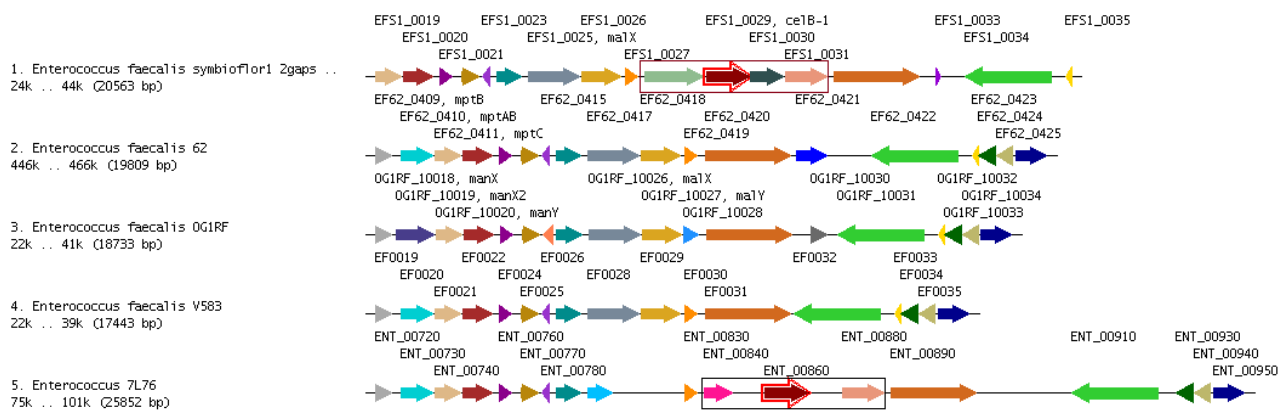 EFS1_0019 EFS1_0023 EFS1_0026 EFS1_0029, celB-1 EFS1_0033 EFS1_0035
EFS1_0020 EFS1_0025, malX EFS1_0030 EFS1_0034
EFS1_0021 EFS1_0027 EFS1_0031
1. Enterococcus faecalis symbioflor1 2gaps ..
24k .. 44k (20563 bp)
EF62_0409, mptB EF62_0415 EF62_0418 EF62_0421 EF62_0423
EF62_0410, mptAB EF62_0417 EF62_0420 EF62_0422 EF62_0424
EF62_0411, mptC EF62_0419 EF62_0425
2. Enterococcus faecalis 62
446k .. 466k (19809 bp)
OG1RF_10018, manX OG1RF_10026, malX OG1RF_10030 OG1RF_10032
OG1RF_10019, manX2 OG1RF_10027, malY OG1RF_10031 OG1RF_10034
OG1RF_10020, manY OG1RF_10028 OG1RF_10033
3. Enterococcus faecalis OG1RF
22k .. 41k (18733 bp)
EF0019 EF0022 EF0026 EF0029 EF0032 EF0033
EF0020 EF0024 EF0028 EF0030 EF0034
EF0021 EF0025 EF0031 EF0035
4. Enterococcus faecalis V583
22k .. 39k (17443 bp)
ENT_00720 ENT_00760 ENT_00830 ENT_00880 ENT_00910 ENT_00930
ENT_00730 ENT_00770 ENT_00840 ENT_00890 ENT_00940
ENT_00740 ENT_00780 ENT_00860 ENT_00950
5. Enterococcus 7L76
75k .. 101k (25852 bp)